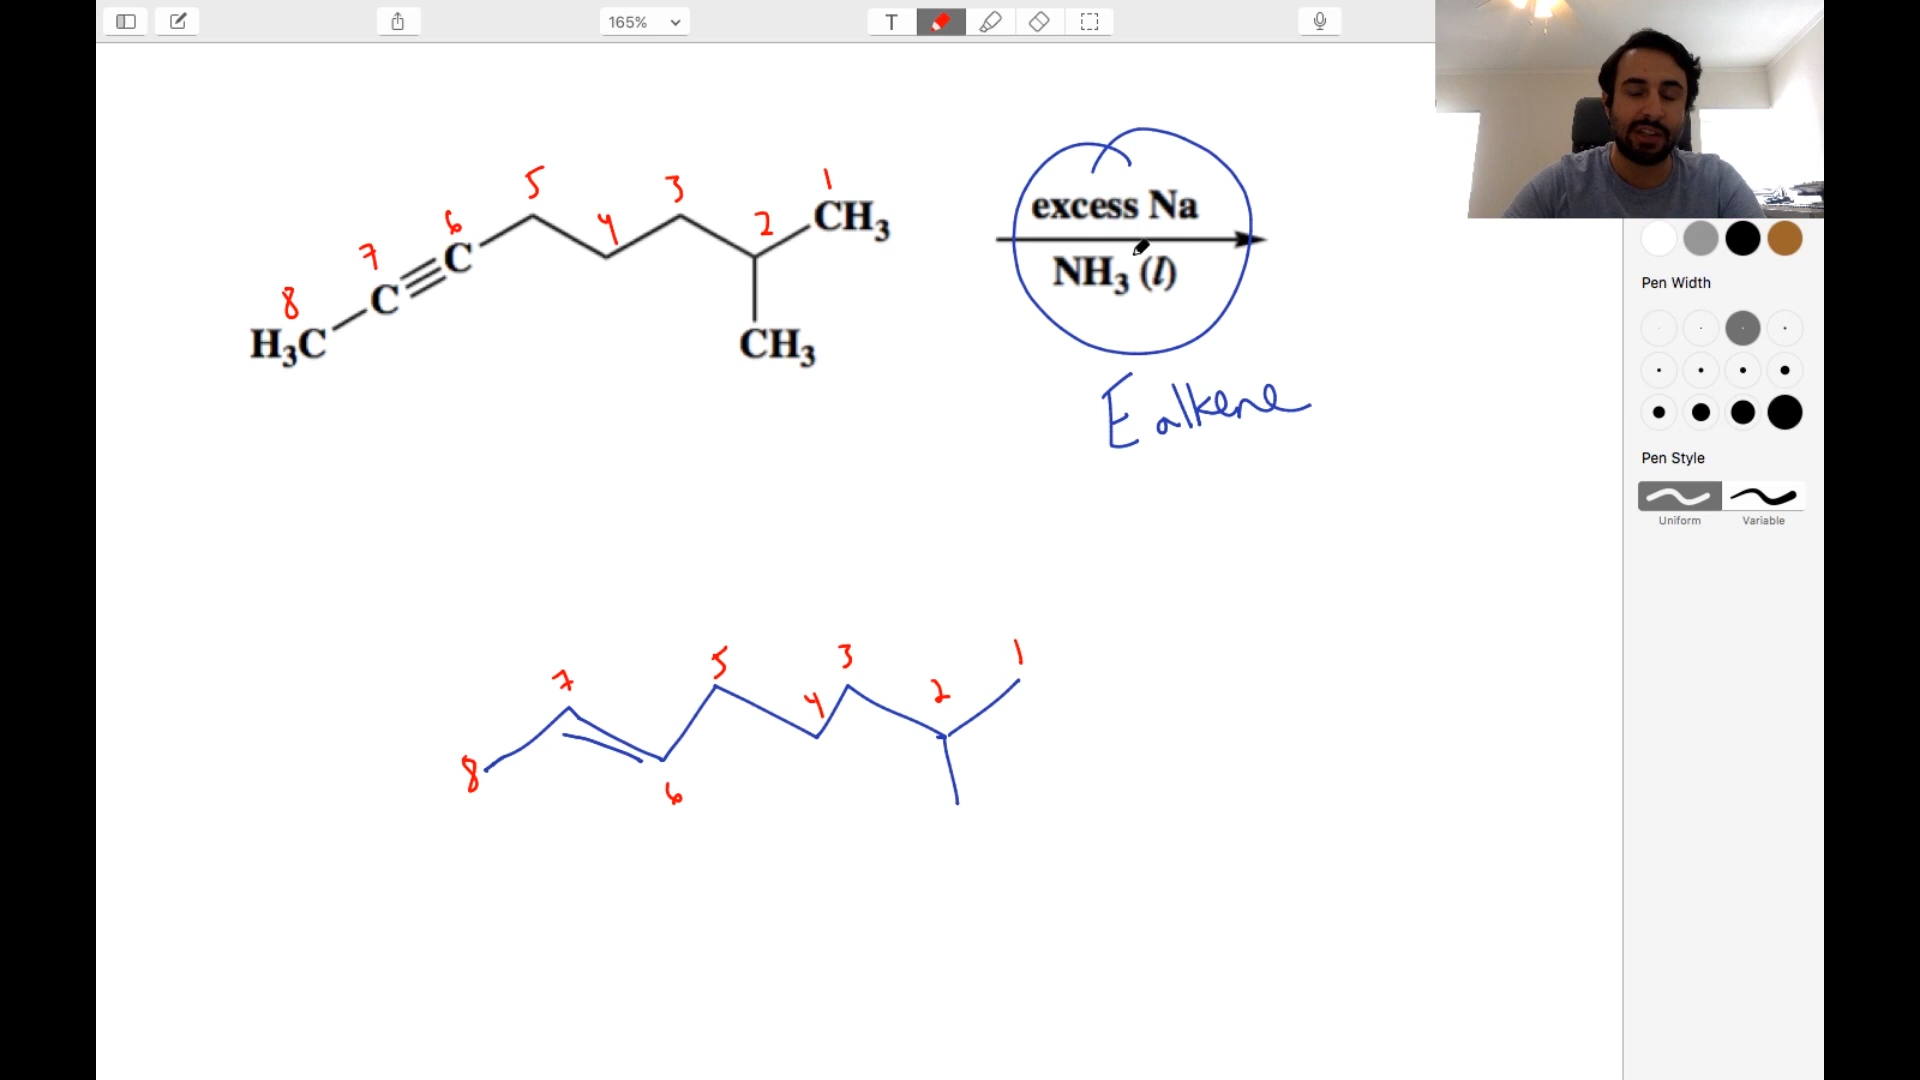 165%
T
5
1
3
6
4
2
CH₃
7
C
8
C
H₃C
CH₃
excess Na
NH₃ (l)
E alkene
Pen Width
Pen Style
Uniform
Variable
1
5
3
7
4
2
8
6